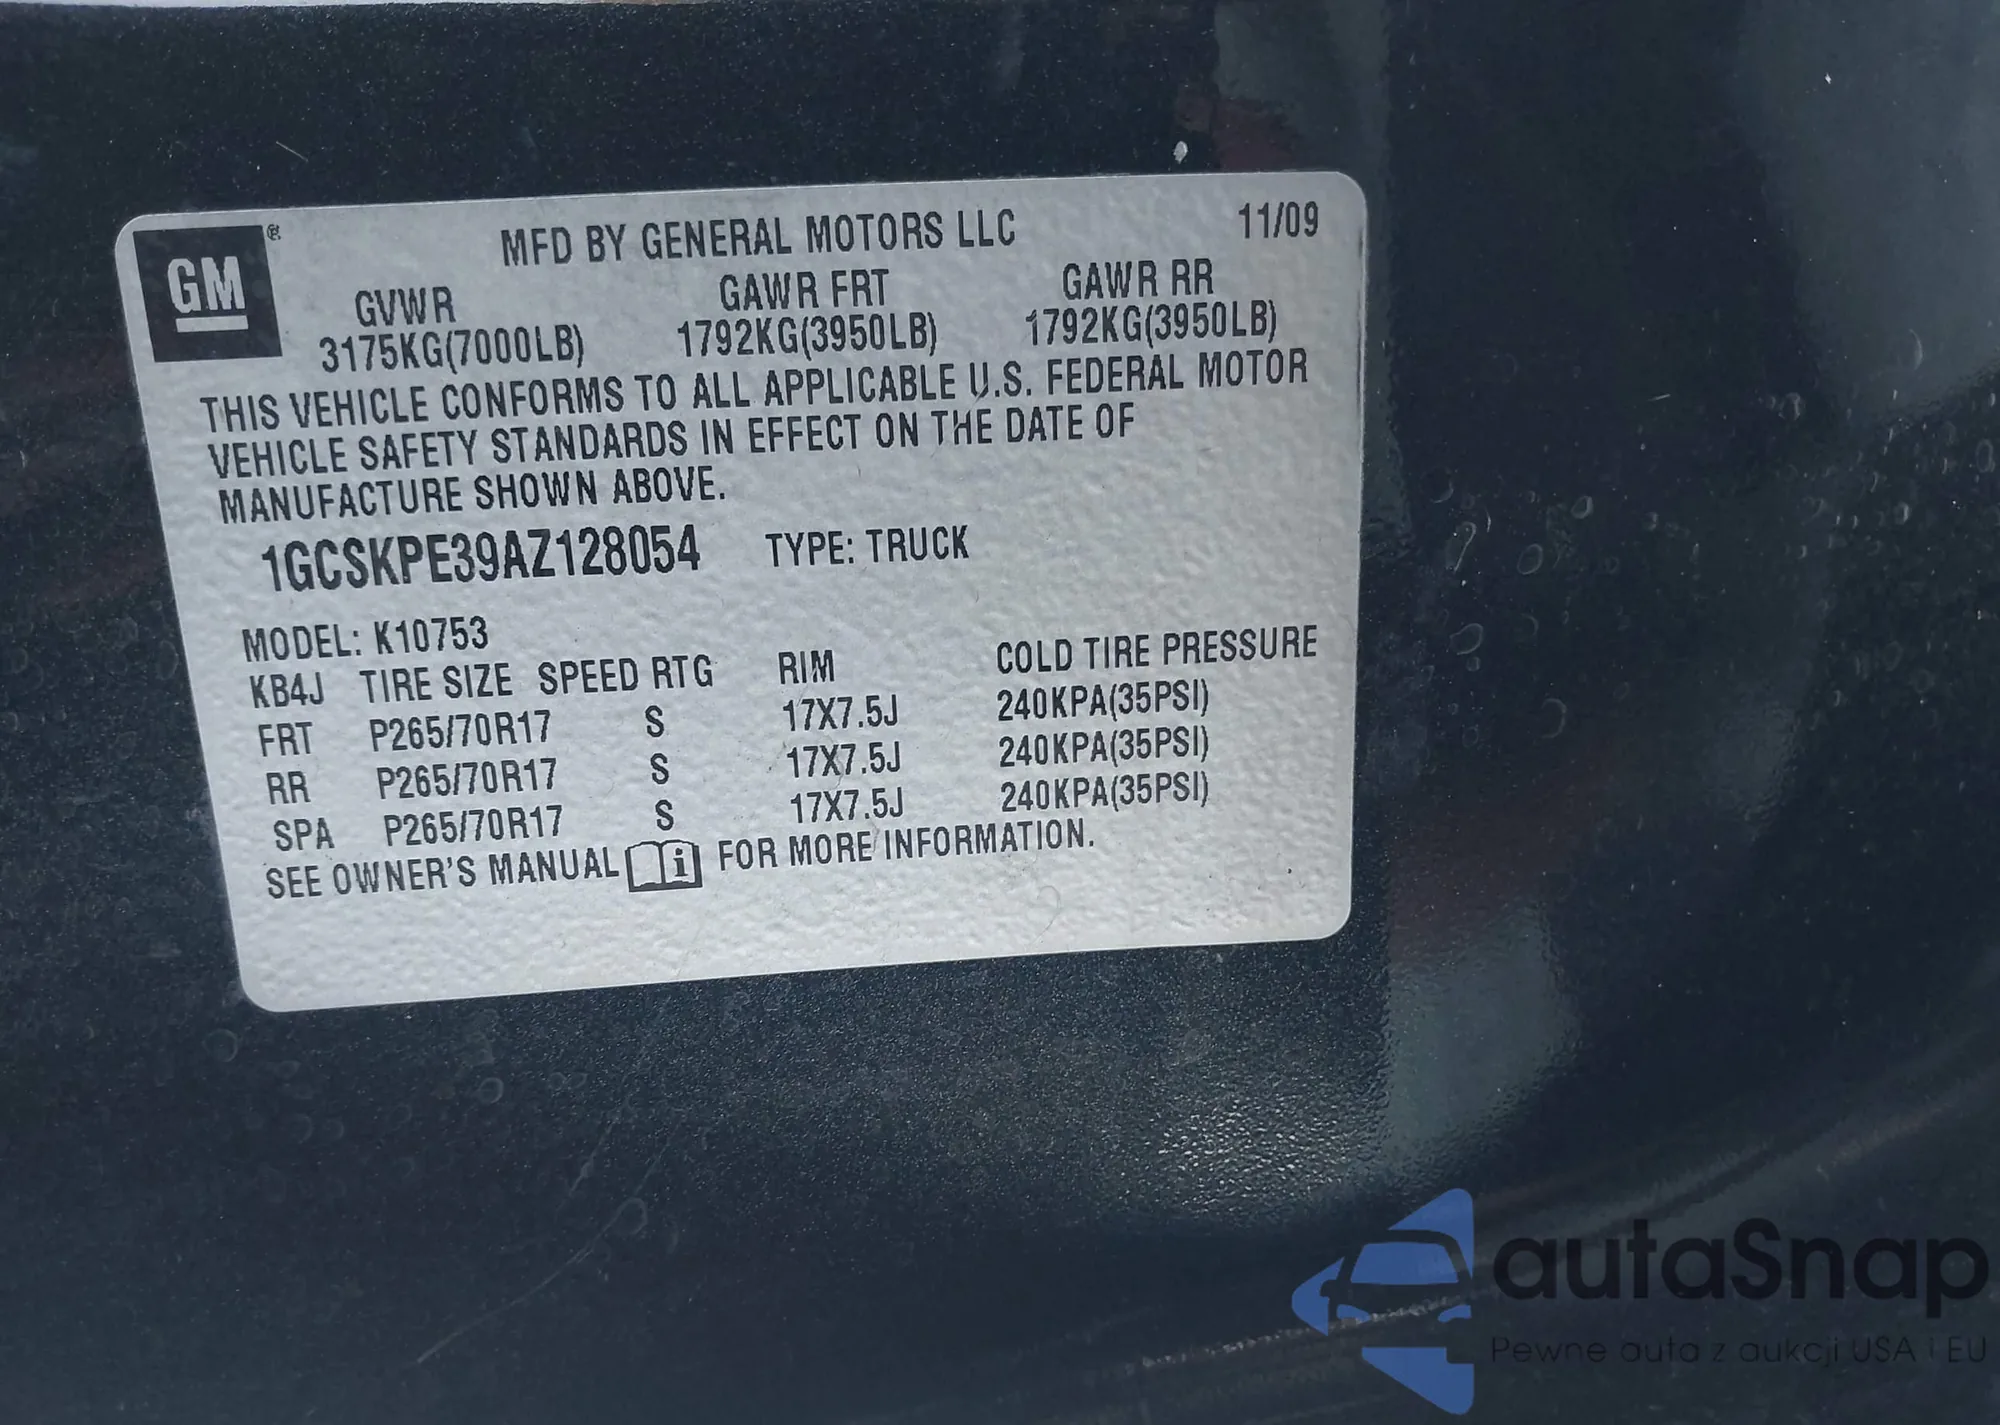 GM®
MFD BY GENERAL MOTORS LLC 11/09
GVWR GAWR FRT GAWR RR
3175KG(7000LB) 1792KG(3950LB) 1792KG(3950LB)
THIS VEHICLE CONFORMS TO ALL APPLICABLE U.S. FEDERAL MOTOR
VEHICLE SAFETY STANDARDS IN EFFECT ON THE DATE OF
MANUFACTURE SHOWN ABOVE.
1GCSKPE39AZ128054 TYPE: TRUCK
MODEL: K10753
KB4J TIRE SIZE SPEED RTG RIM COLD TIRE PRESSURE
FRT P265/70R17 S 17X7.5J 240KPA(35PSI)
RR P265/70R17 S 17X7.5J 240KPA(35PSI)
SPA P265/70R17 S 17X7.5J 240KPA(35PSI)
SEE OWNER'S MANUAL i FOR MORE INFORMATION.
autaSnap
Pewne auta z aukcji USA i EU